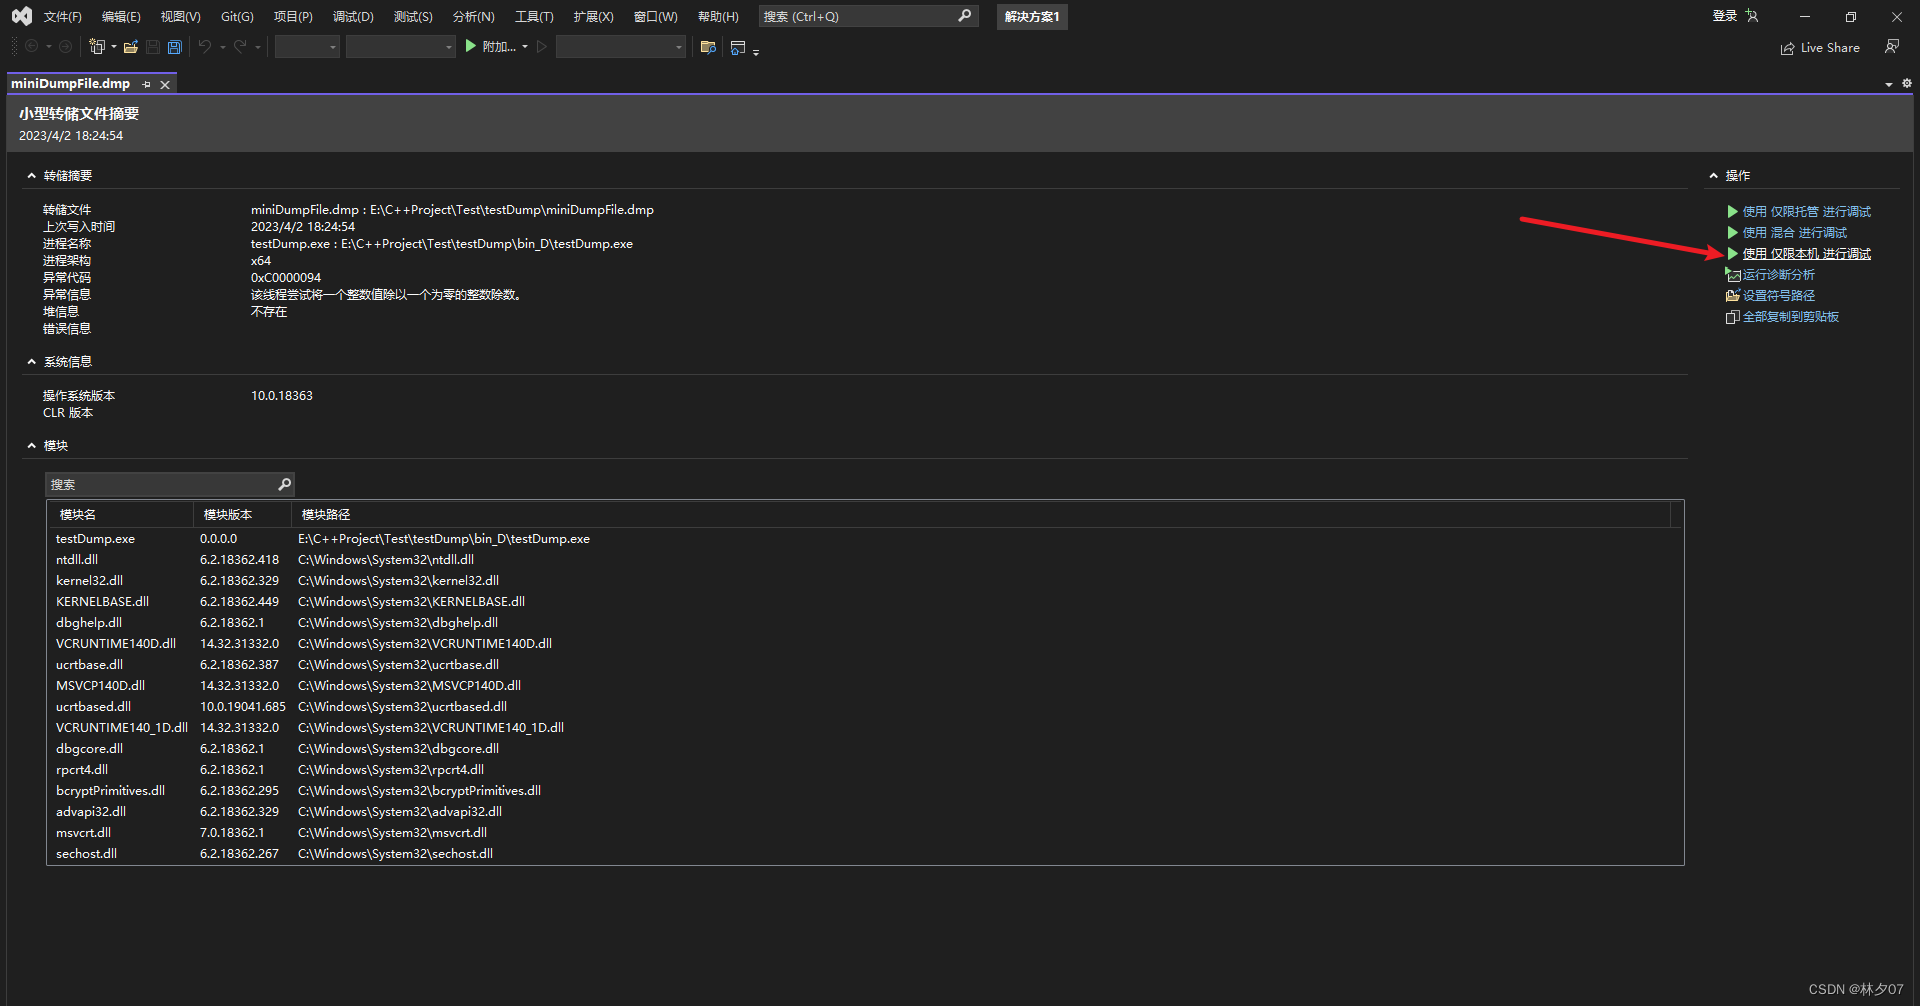 文件(F) 编辑(E) 视图(V) Git(G) 项目(P) 调试(D) 测试(S) 分析(N) 工具(T) 扩展(X) 窗口(W) 帮助(H) 搜索 (Ctrl+Q) 解决方案1 登录
附加... Live Share
miniDumpFile.dmp
小型转储文件摘要
2023/4/2 18:24:54
转储摘要
转储文件 miniDumpFile.dmp : E:\C++Project\Test\testDump\miniDumpFile.dmp
上次写入时间 2023/4/2 18:24:54
进程名称 testDump.exe : E:\C++Project\Test\testDump\bin_D\testDump.exe
进程架构 x64
异常代码 0xC0000094
异常信息 该线程尝试将一个整数值除以一个为零的整数除数。
堆信息 不存在
错误信息
系统信息
操作系统版本 10.0.18363
CLR 版本
模块
搜索
模块名 模块版本 模块路径
testDump.exe 0.0.0.0 E:\C++Project\Test\testDump\bin_D\testDump.exe
ntdll.dll 6.2.18362.418 C:\Windows\System32\ntdll.dll
kernel32.dll 6.2.18362.329 C:\Windows\System32\kernel32.dll
KERNELBASE.dll 6.2.18362.449 C:\Windows\System32\KERNELBASE.dll
dbghelp.dll 6.2.18362.1 C:\Windows\System32\dbghelp.dll
VCRUNTIME140D.dll 14.32.31332.0 C:\Windows\System32\VCRUNTIME140D.dll
ucrtbase.dll 6.2.18362.387 C:\Windows\System32\ucrtbase.dll
MSVCP140D.dll 14.32.31332.0 C:\Windows\System32\MSVCP140D.dll
ucrtbased.dll 10.0.19041.685 C:\Windows\System32\ucrtbased.dll
VCRUNTIME140_1D.dll 14.32.31332.0 C:\Windows\System32\VCRUNTIME140_1D.dll
dbgcore.dll 6.2.18362.1 C:\Windows\System32\dbgcore.dll
rpcrt4.dll 6.2.18362.1 C:\Windows\System32\rpcrt4.dll
bcryptPrimitives.dll 6.2.18362.295 C:\Windows\System32\bcryptPrimitives.dll
advapi32.dll 6.2.18362.329 C:\Windows\System32\advapi32.dll
msvcrt.dll 7.0.18362.1 C:\Windows\System32\msvcrt.dll
sechost.dll 6.2.18362.267 C:\Windows\System32\sechost.dll
操作
使用 仅限托管 进行调试
使用 混合 进行调试
使用 仅限本机 进行调试
运行诊断分析
设置符号路径
全部复制到剪贴板
CSDN @林夕07